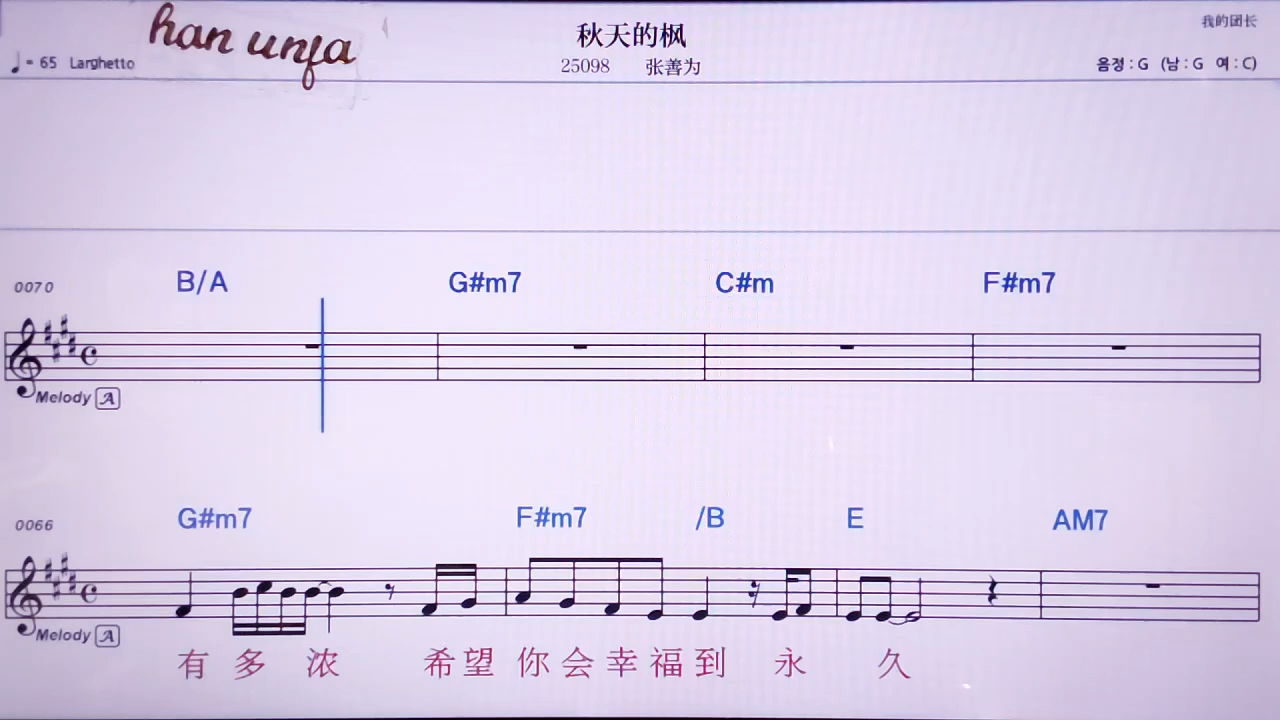 han unja
秋天的枫
我的团长
♩= 65 Larghetto
25098 张善为
음정 : G (남 : G 여 : C)
0070 B/A G#m7 C#m F#m7
Melody A
0066 G#m7 F#m7 /B E AM7
Melody A
有 多 浓 希 望 你 会 幸 福 到 永 久